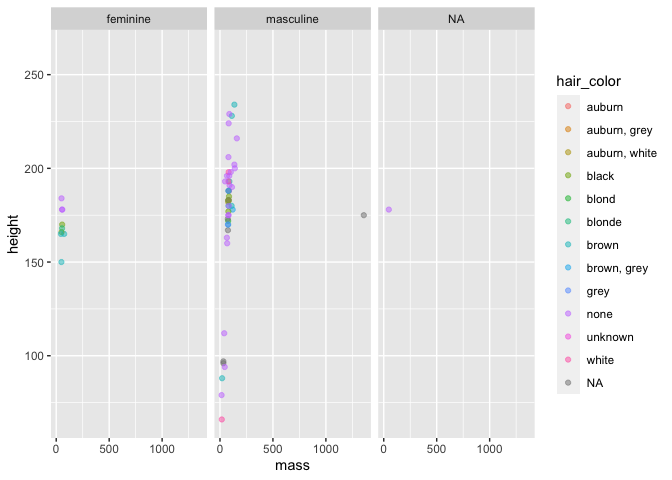 feminine masculine NA
hair_color
250
200
150
100
height
auburn
auburn, grey
auburn, white
black
blond
blonde
brown
brown, grey
grey
none
unknown
white
NA
0 500 1000 0 500 1000 0 500 1000
mass